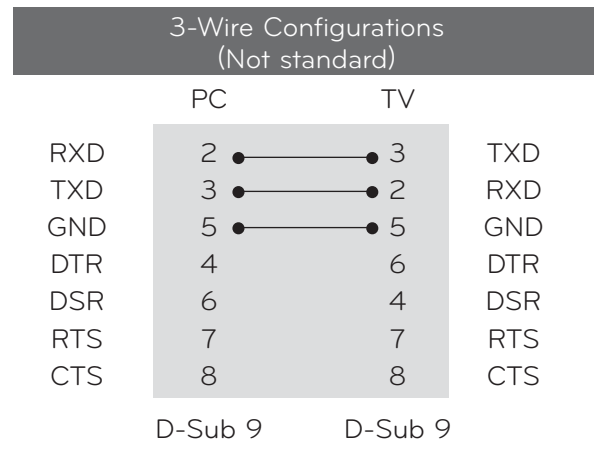 3-Wire Configurations
(Not standard)
PC TV
RXD 2 3 TXD
TXD 3 2 RXD
GND 5 5 GND
DTR 4 6 DTR
DSR 6 4 DSR
RTS 7 7 RTS
CTS 8 8 CTS
D-Sub 9 D-Sub 9